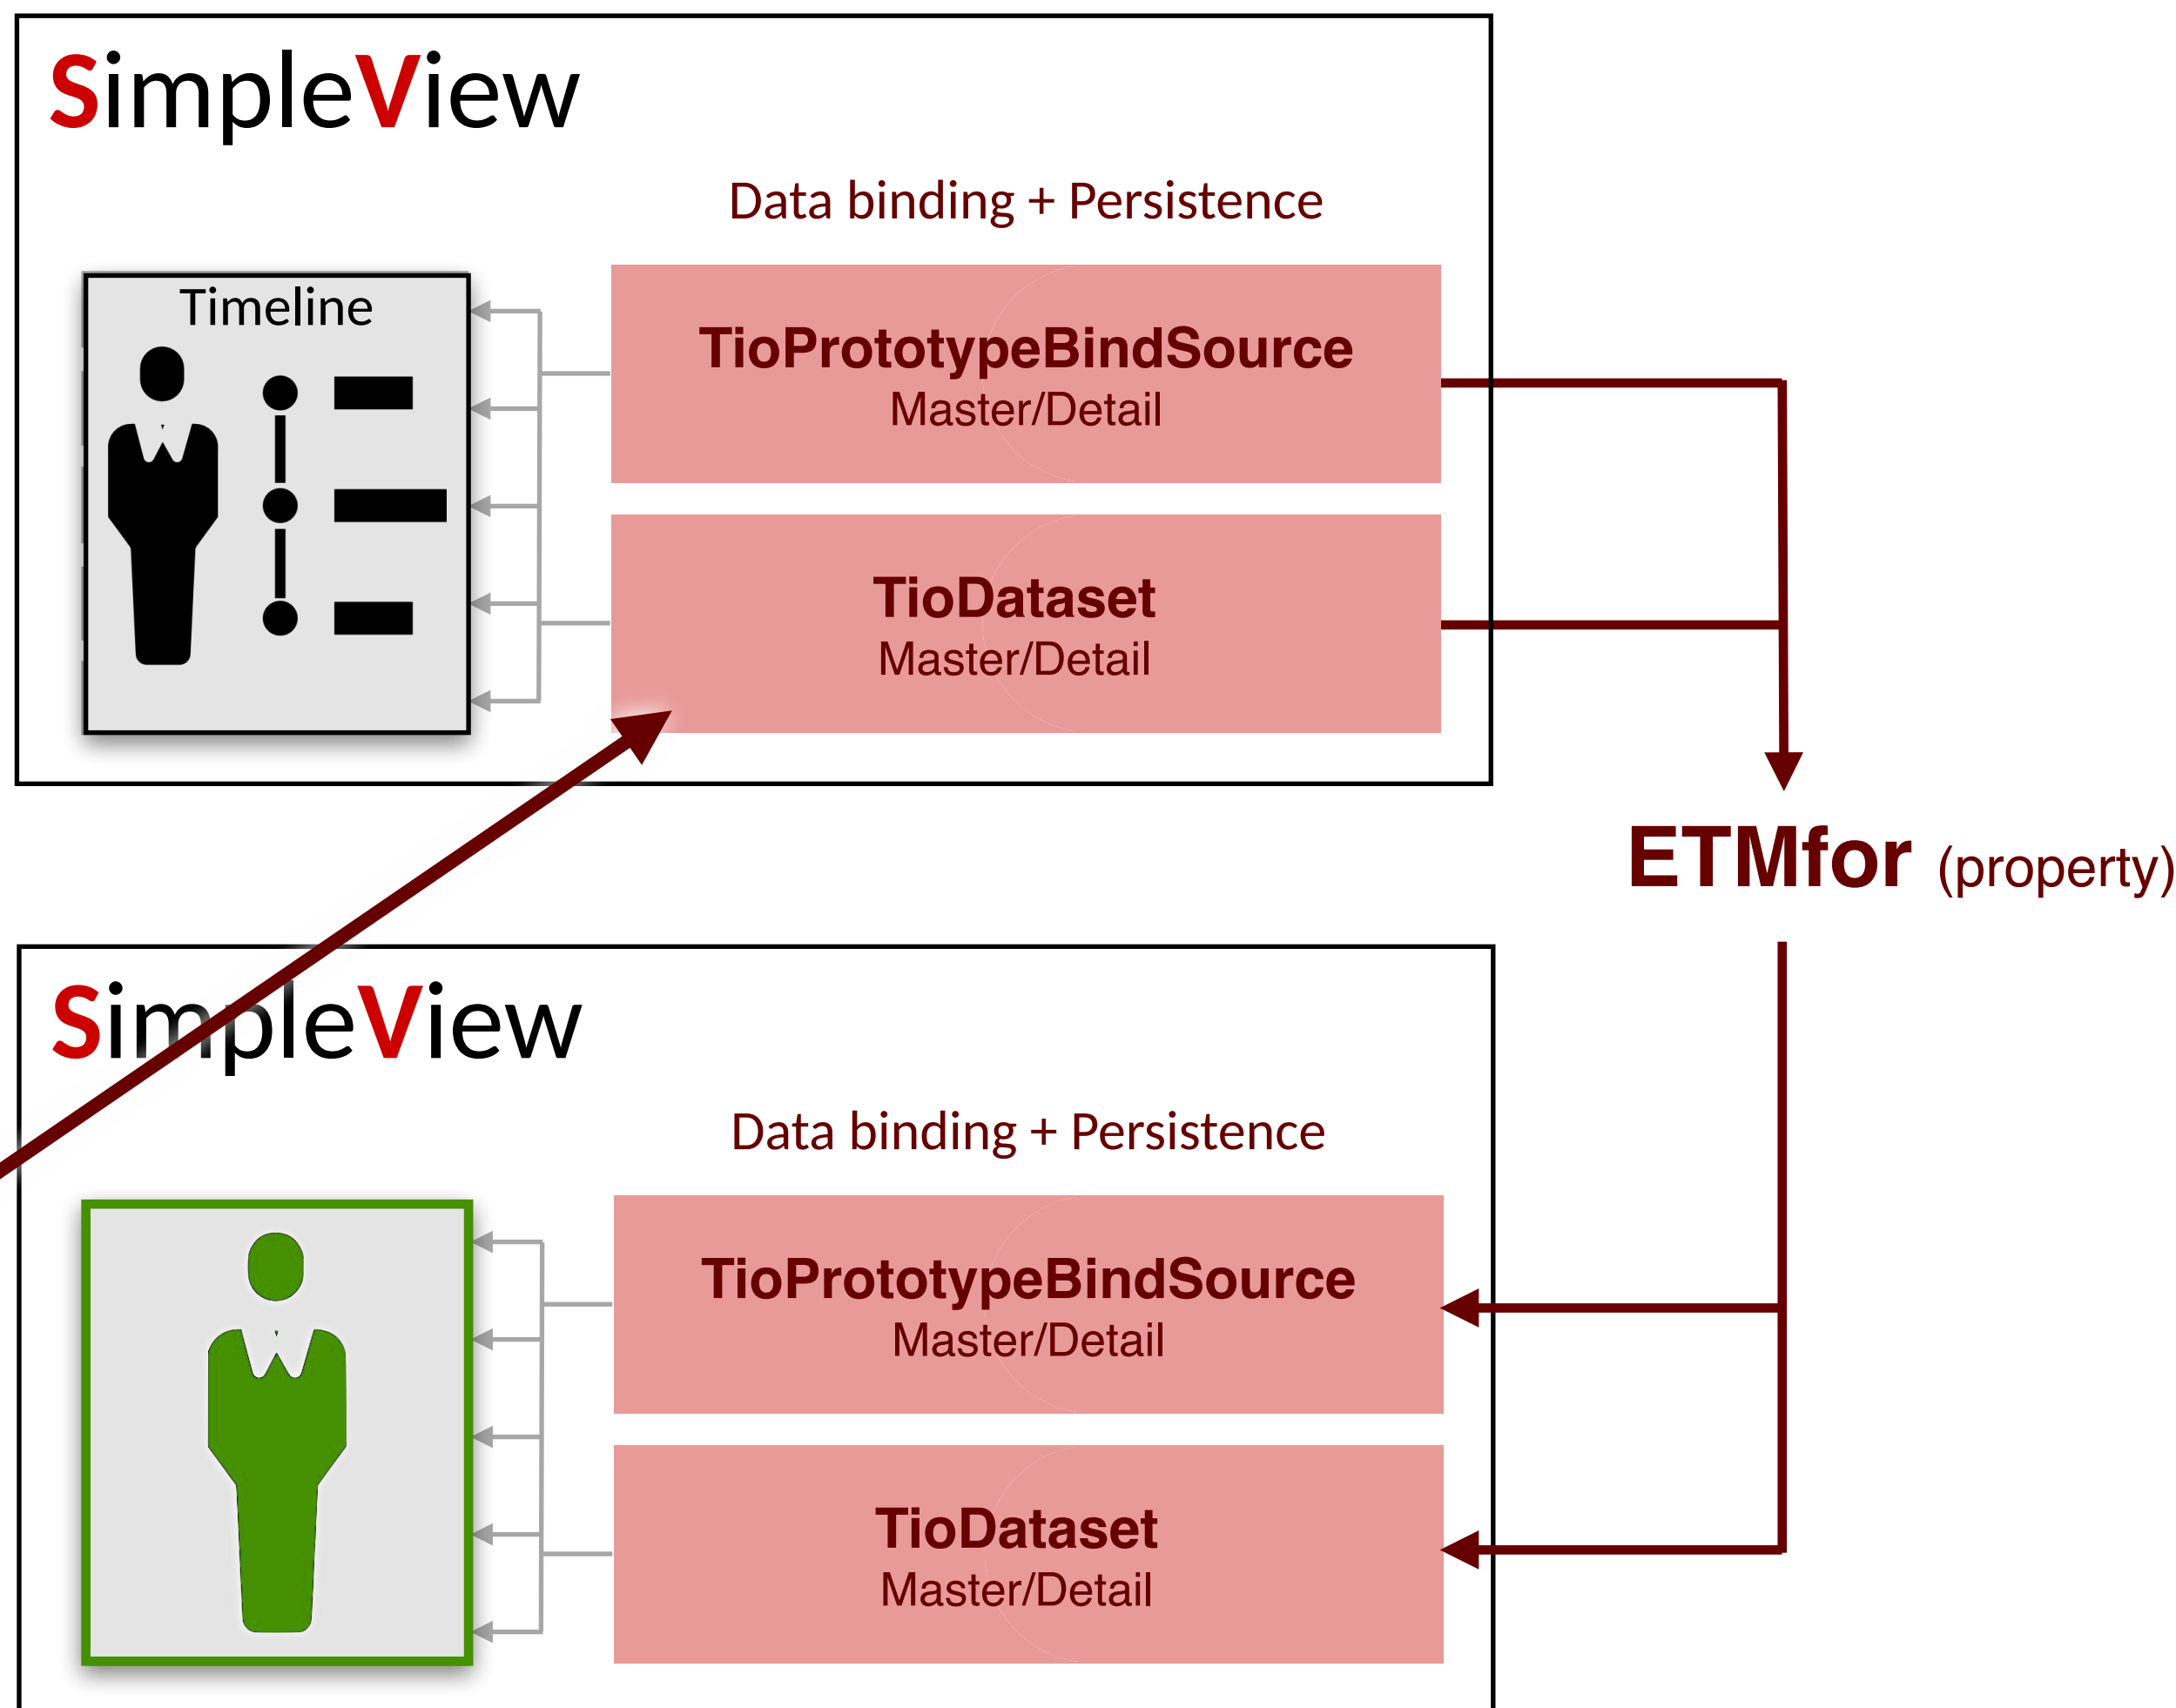 SimpleView
Data binding + Persistence
Timeline
TioPrototypeBindSource
Master/Detail
TioDataset
Master/Detail
ETMfor (property)
SimpleView
Data binding + Persistence
TioPrototypeBindSource
Master/Detail
TioDataset
Master/Detail